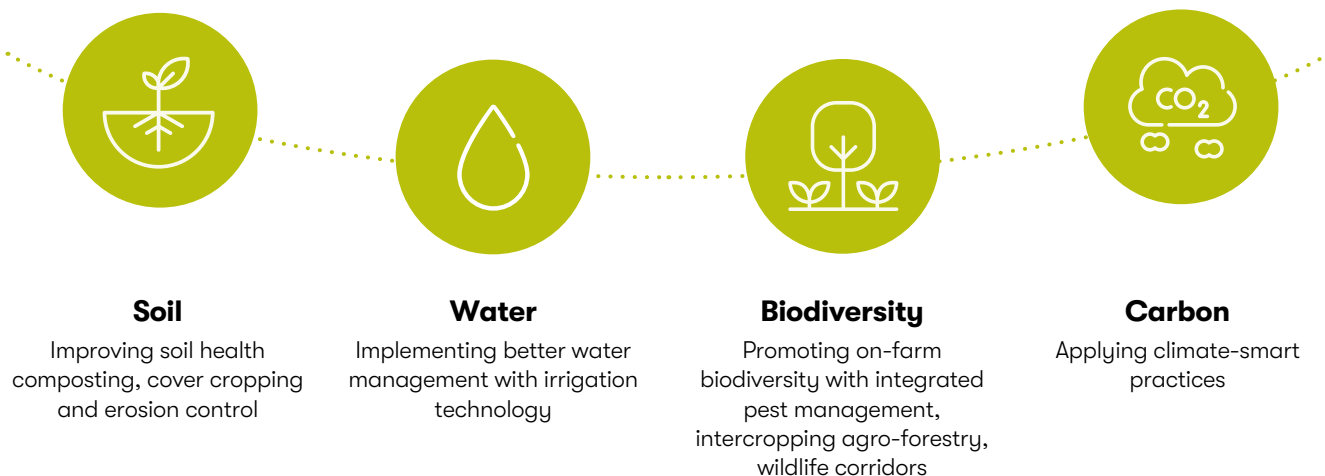 CO2
Soil
Improving soil health
composting, cover cropping
and erosion control
Water
Implementing better water
management with irrigation
technology
Biodiversity
Promoting on-farm
biodiversity with integrated
pest management,
intercropping agro-forestry,
wildlife corridors
Carbon
Applying climate-smart
practices